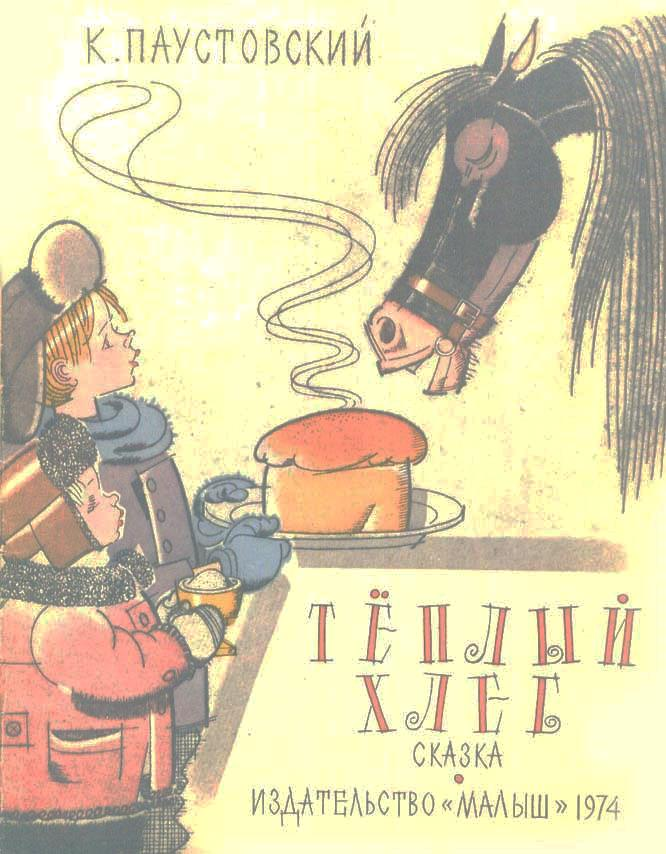 К. ПАУСТОВСКИЙ
ТЁПЛЫЙ
ХЛЕБ
СКАЗКА
ИЗДАТЕЛЬСТВО «МАЛЫШ» 1974